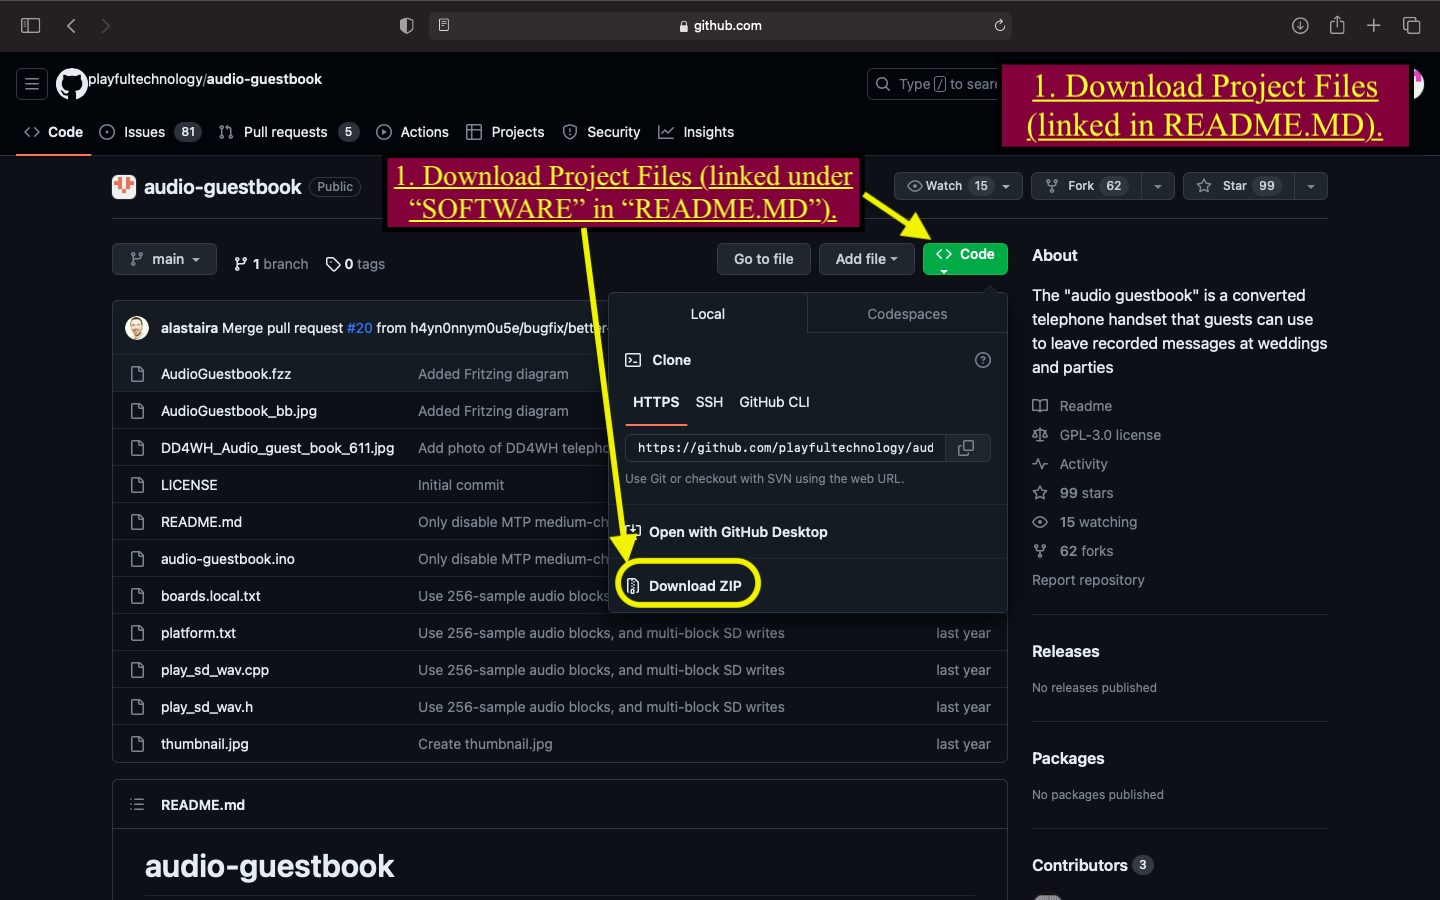 github.com
playfultechnology/audio-guestbook
Type / to searc
1. Download Project Files
(linked in README.MD).
Code
Issues 81
Pull requests 5
Actions
Projects
Security
Insights
audio-guestbook Public
1. Download Project Files (linked under
“SOFTWARE” in “README.MD”).
Watch 15
Fork 62
Star 99
main
1 branch
0 tags
Go to file
Add file
Code
Local
Codespaces
Clone
HTTPS
SSH
GitHub CLI
https://github.com/playfultechnology/aud
Use Git or checkout with SVN using the web URL.
Open with GitHub Desktop
Download ZIP
alastaira Merge pull request #20 from h4yn0nnym0u5e/bugfix/better-
AudioGuestbook.fzz Added Fritzing diagram
AudioGuestbook_bb.jpg Added Fritzing diagram
DD4WH_Audio_guest_book_611.jpg Add photo of DD4WH telepho
LICENSE Initial commit
README.md Only disable MTP medium-ch
audio-guestbook.ino Only disable MTP medium-ch
boards.local.txt Use 256-sample audio blocks
platform.txt Use 256-sample audio blocks, and multi-block SD writes last year
play_sd_wav.cpp Use 256-sample audio blocks, and multi-block SD writes last year
play_sd_wav.h Use 256-sample audio blocks, and multi-block SD writes last year
thumbnail.jpg Create thumbnail.jpg last year
README.md
audio-guestbook
About
The "audio guestbook" is a converted
telephone handset that guests can use
to leave recorded messages at weddings
and parties
Readme
GPL-3.0 license
Activity
99 stars
15 watching
62 forks
Report repository
Releases
No releases published
Packages
No packages published
Contributors 3